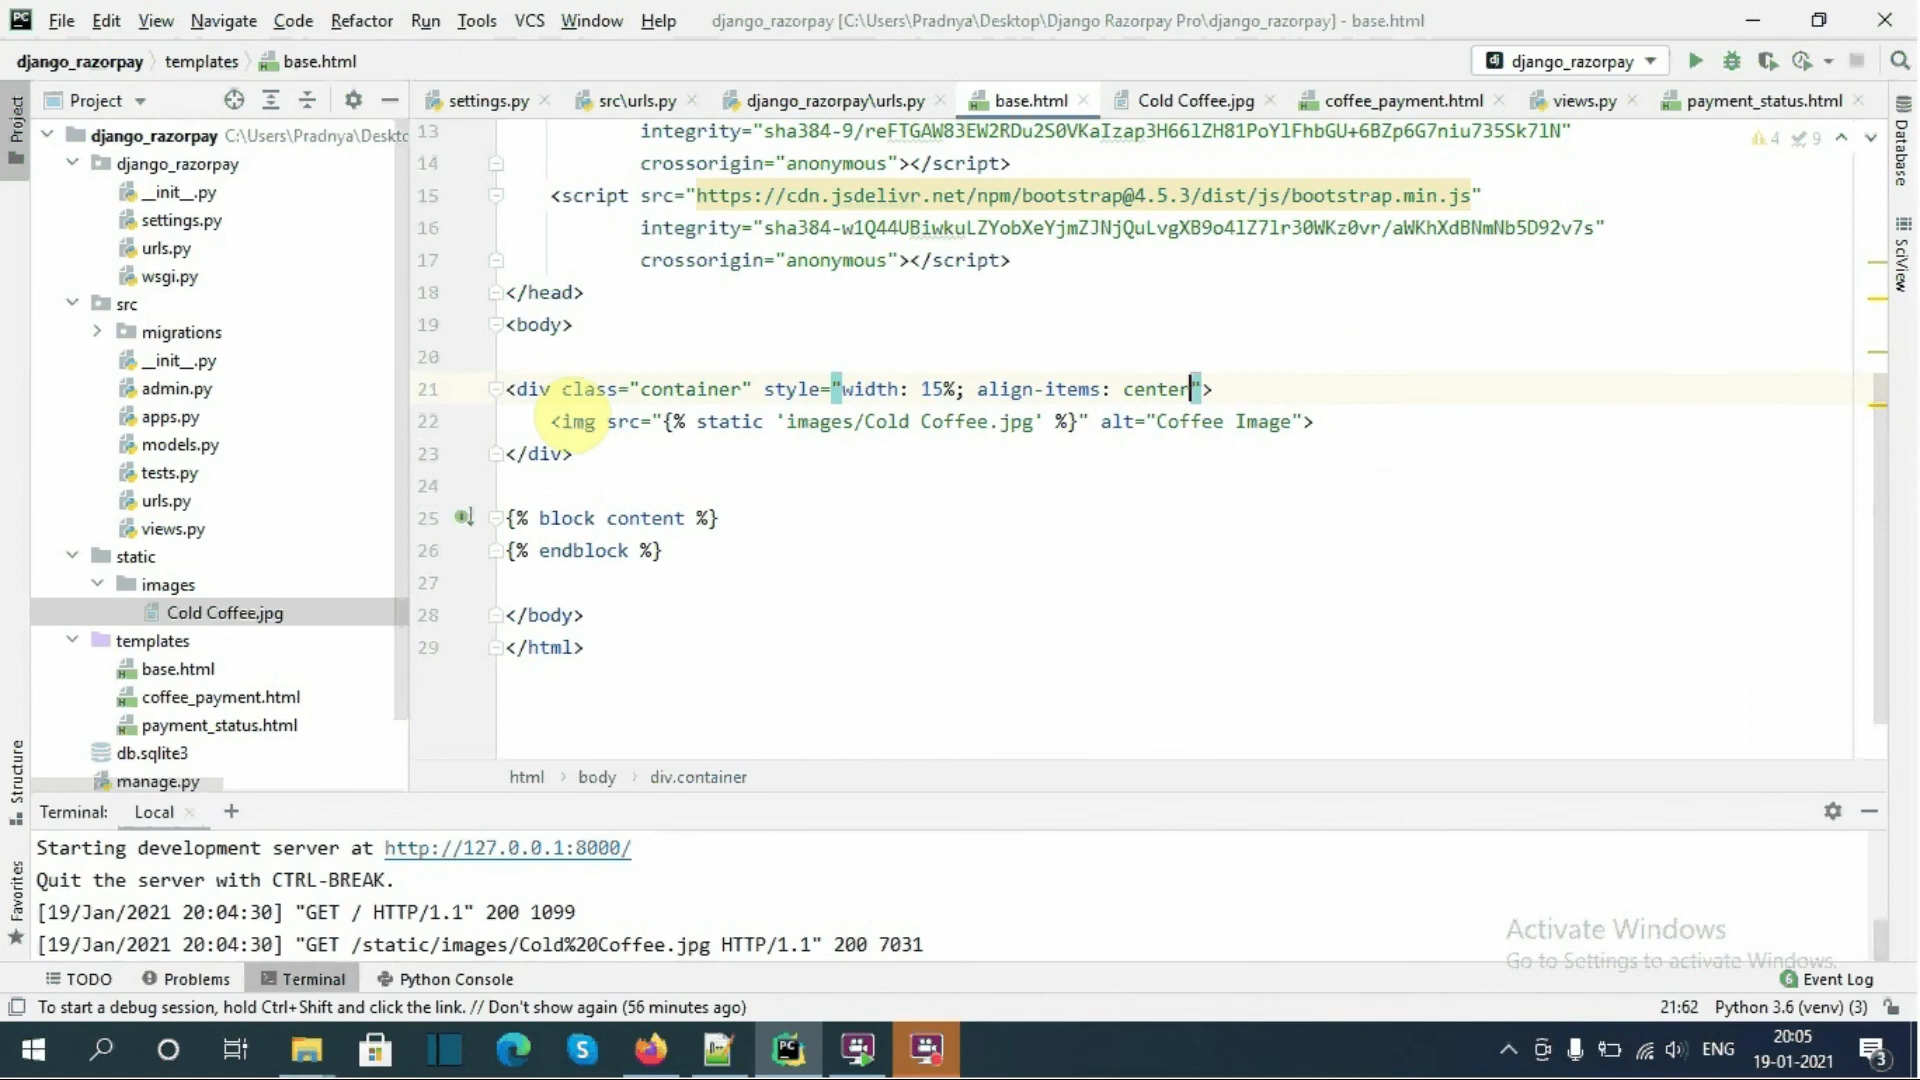 File Edit View Navigate Code Refactor Run Tools VCS Window Help django_razorpay [C:\Users\Pradnya\Desktop\Django Razorpay Pro\django_razorpay] - base.html
django_razorpay templates base.html django_razorpay
Project settings.py src\urls.py django_razorpay\urls.py base.html Cold Coffee.jpg coffee_payment.html views.py payment_status.html
Project
Structure
Favorites
Database
SciView
django_razorpay C:\Users\Pradnya\Deskto
django_razorpay
__init__.py
settings.py
urls.py
wsgi.py
src
migrations
__init__.py
admin.py
apps.py
models.py
tests.py
urls.py
views.py
static
images
Cold Coffee.jpg
templates
base.html
coffee_payment.html
payment_status.html
db.sqlite3
manage.py
4 9
13 integrity="sha384-9/reFTGAW83EW2RDu2S0VKaIzap3H66lZH81PoYlFhbGU+6BZp6G7niu735Sk7lN"
14 crossorigin="anonymous"></script>
15 <script src="https://cdn.jsdelivr.net/npm/bootstrap@4.5.3/dist/js/bootstrap.min.js"
16 integrity="sha384-w1Q44UBiwkuLZYobXeYjmZJNjQuLvgXB9o4lZ7lr30WKz0vr/aWKhXdBNmNb5D92v7s"
17 crossorigin="anonymous"></script>
18 </head>
19 <body>
20
21 <div class="container" style="width: 15%; align-items: center">
22 <img src="{% static 'images/Cold Coffee.jpg' %}" alt="Coffee Image">
23 </div>
24
25 {% block content %}
26 {% endblock %}
27
28 </body>
29 </html>
html body div.container
Terminal: Local
Starting development server at http://127.0.0.1:8000/
Quit the server with CTRL-BREAK.
[19/Jan/2021 20:04:30] "GET / HTTP/1.1" 200 1099
[19/Jan/2021 20:04:30] "GET /static/images/Cold%20Coffee.jpg HTTP/1.1" 200 7031
Activate Windows
Go to Settings to activate Windows.
TODO Problems Terminal Python Console 6 Event Log
To start a debug session, hold Ctrl+Shift and click the link. // Don't show again (56 minutes ago) 21:62 Python 3.6 (venv) (3)
ENG 20:05
19-01-2021
3